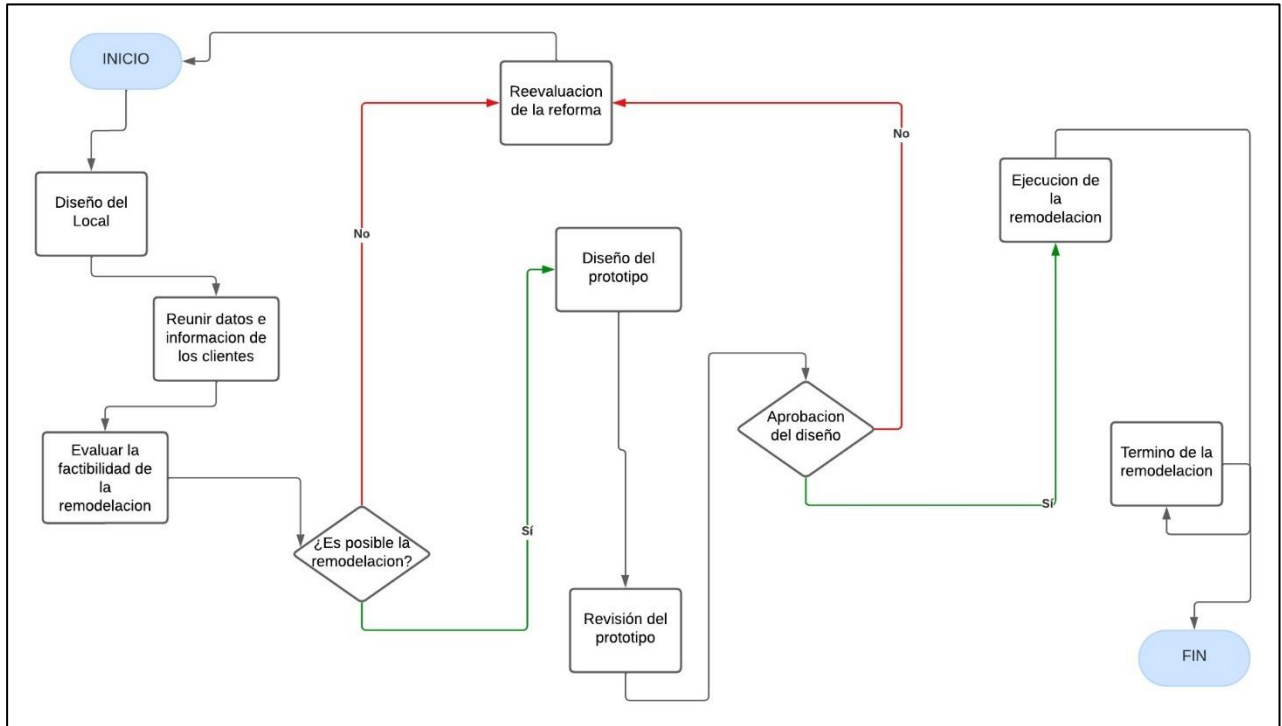 INICIO
Diseño del
Local
Reunir datos e
informacion de
los clientes
Evaluar la
factibilidad de
la
remodelacion
¿Es posible la
remodelacion?
No
Reevaluacion
de la reforma
Sí
Diseño del
prototipo
Revisión del
prototipo
Aprobacion
del diseño
No
Sí
Ejecucion de
la
remodelacion
Termino de la
remodelacion
FIN